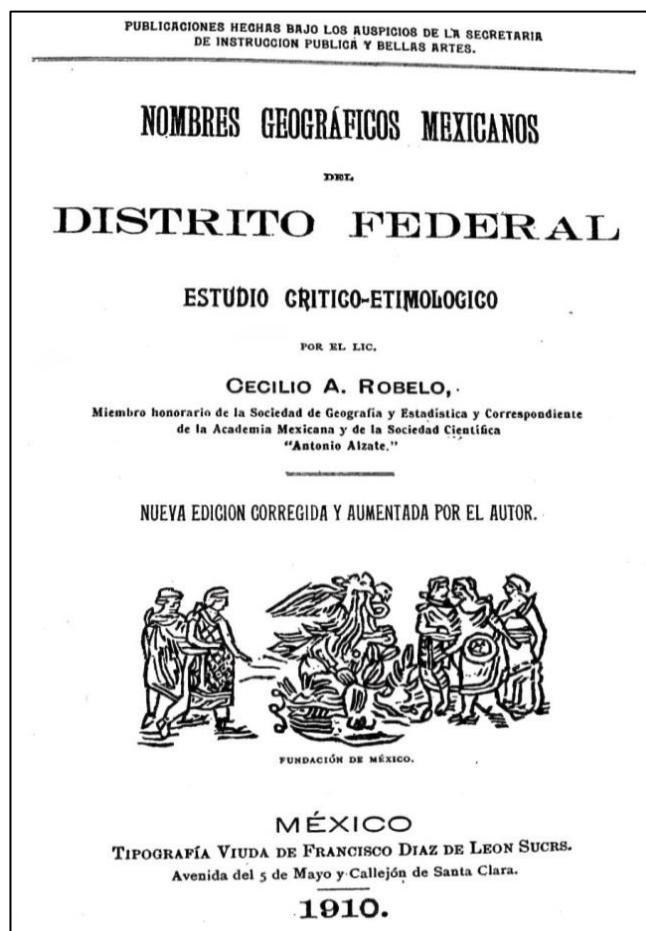 PUBLICACIONES HECHAS BAJO LOS AUSPICIOS DE LA SECRETARIA
DE INSTRUCCION PUBLICA Y BELLAS ARTES.
NOMBRES GEOGRÁFICOS MEXICANOS
DEL
DISTRITO FEDERAL
ESTUDIO CRITICO-ETIMOLOGICO
POR EL LIC.
CECILIO A. ROBELO,
Miembro honorario de la Sociedad de Geografía y Estadística y Correspondiente
de la Academia Mexicana y de la Sociedad Científica
"Antonio Alzate."
NUEVA EDICION CORREGIDA Y AUMENTADA POR EL AUTOR.
FUNDACIÓN DE MÉXICO.
MÉXICO
TIPOGRAFÍA VIUDA DE FRANCISCO DIAZ DE LEON SUCRS.
Avenida del 5 de Mayo y Callejón de Santa Clara.
1910.